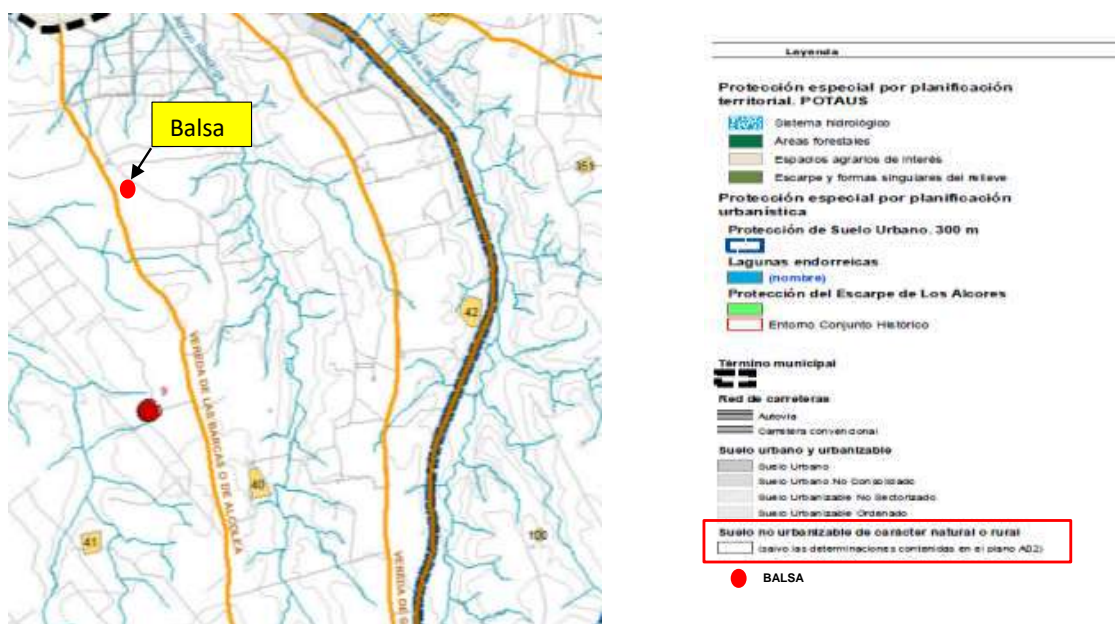 Balsa
351
42
VEREDA DE LAS BARCAS O DE ALCOLEA
9
40
41
100
VEREDA DE
Leyenda
Protección especial por planificación
territorial. POTAUS
Sistema hidrológico
Areas forestales
Espacios agrarios de interés
Escarpe y formas singulares del relieve
Protección especial por planificación
urbanística
Protección de Suelo Urbano. 300 m
Lagunas endorreicas
(nombre)
Protección del Escarpe de Los Alcores
Entorno Conjunto Histórico
Término municipal
Red de carreteras
Autovía
Carretera convencional
Suelo urbano y urbanizable
Suelo Urbano
Suelo Urbano No Consolidado
Suelo Urbanizable No Sectorizado
Suelo Urbanizable Ordenado
Suelo no urbanizable de carácter natural o rural
(salvo las determinaciones contenidas en el plano AD2)
BALSA